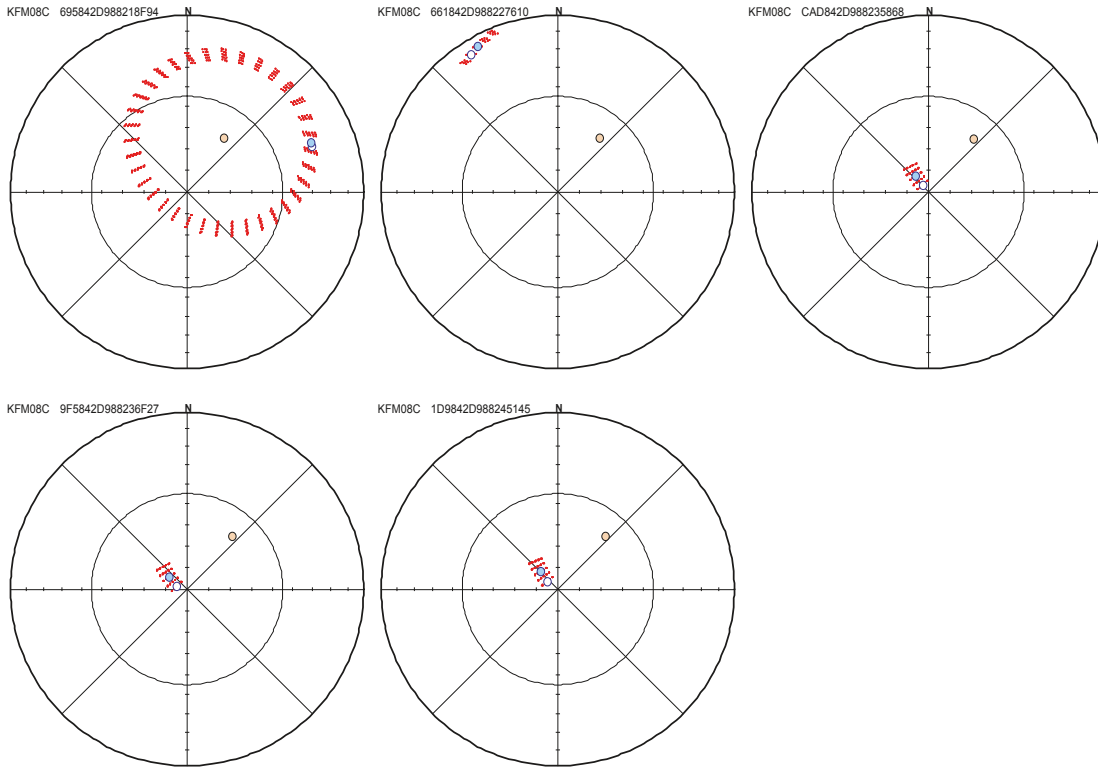 KFM08C 695842D988218F94
N
KFM08C 661842D988227610
N
KFM08C CAD842D988235868
N
KFM08C 9F5842D988236F27
N
KFM08C 1D9842D988245145
N